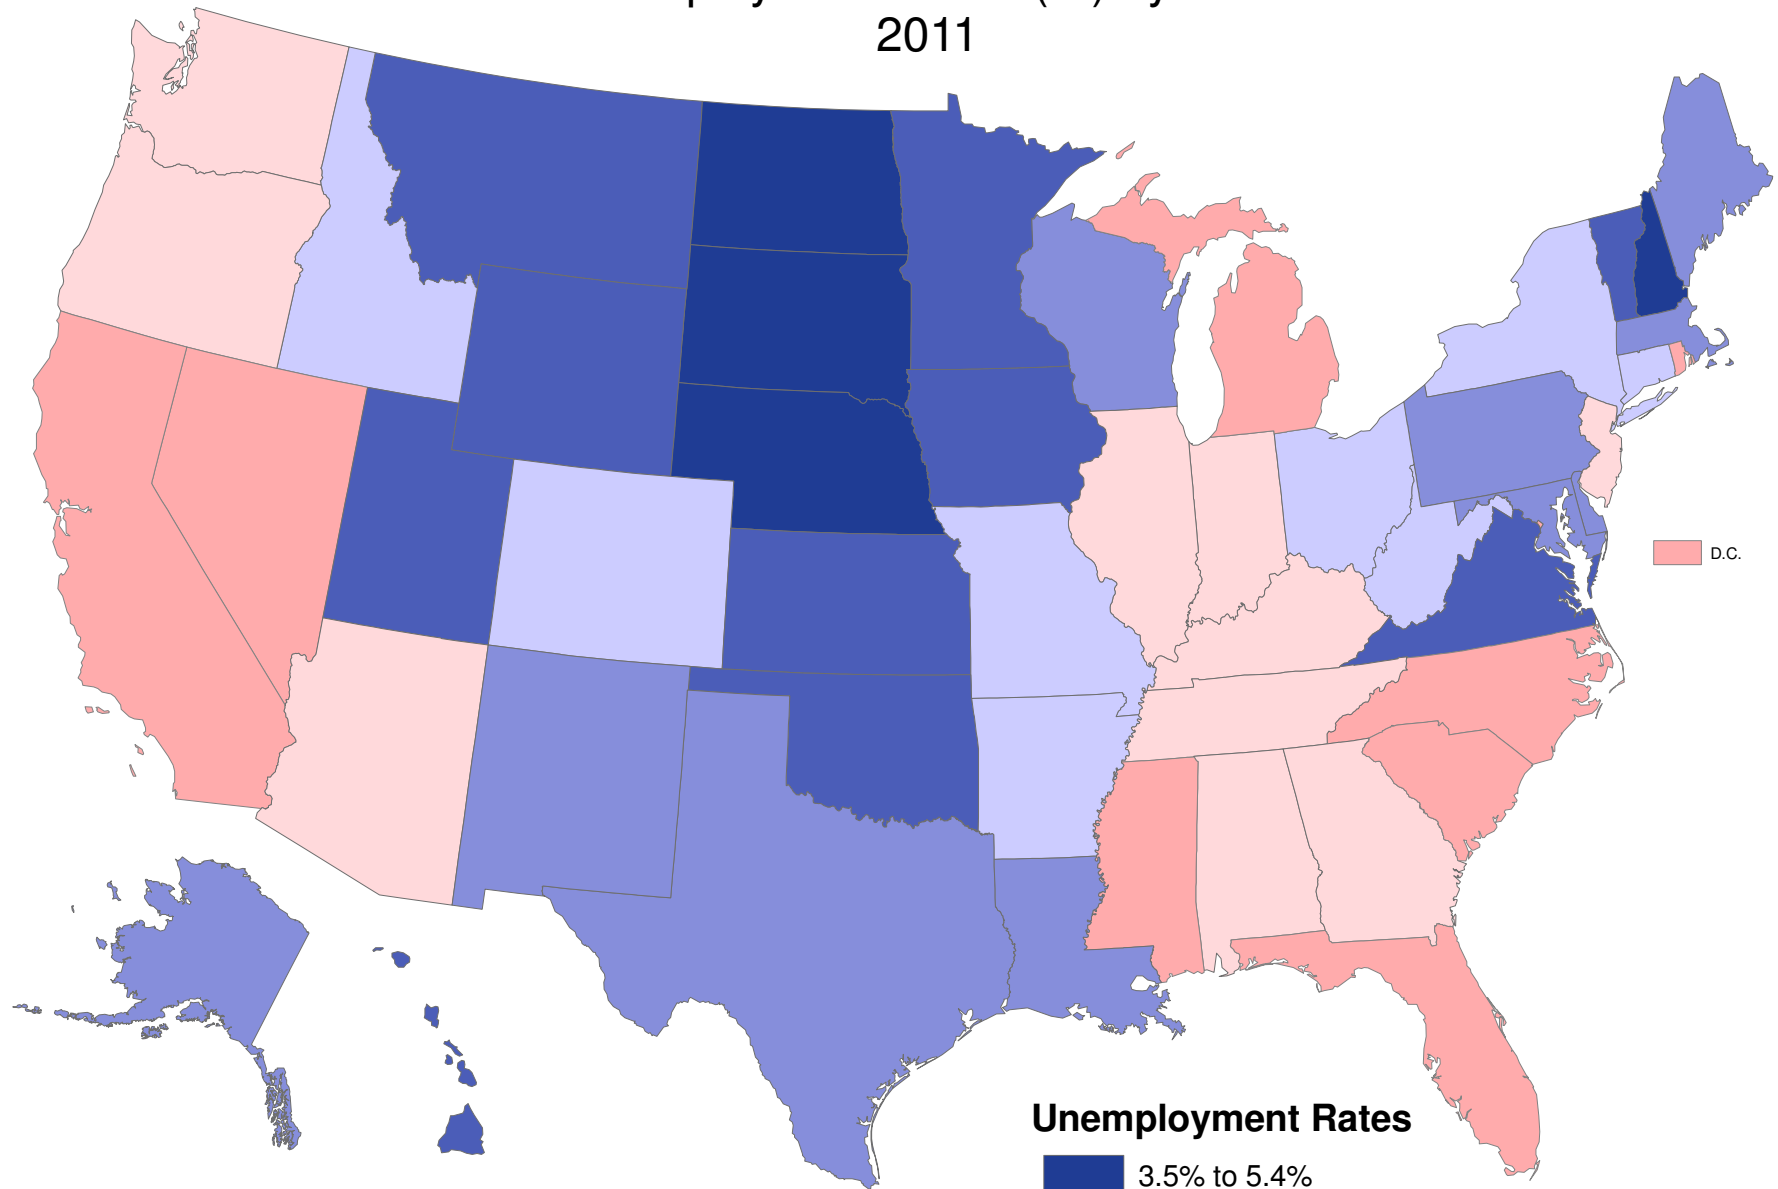 2011
D.C.
Unemployment Rates
3.5% to 5.4%